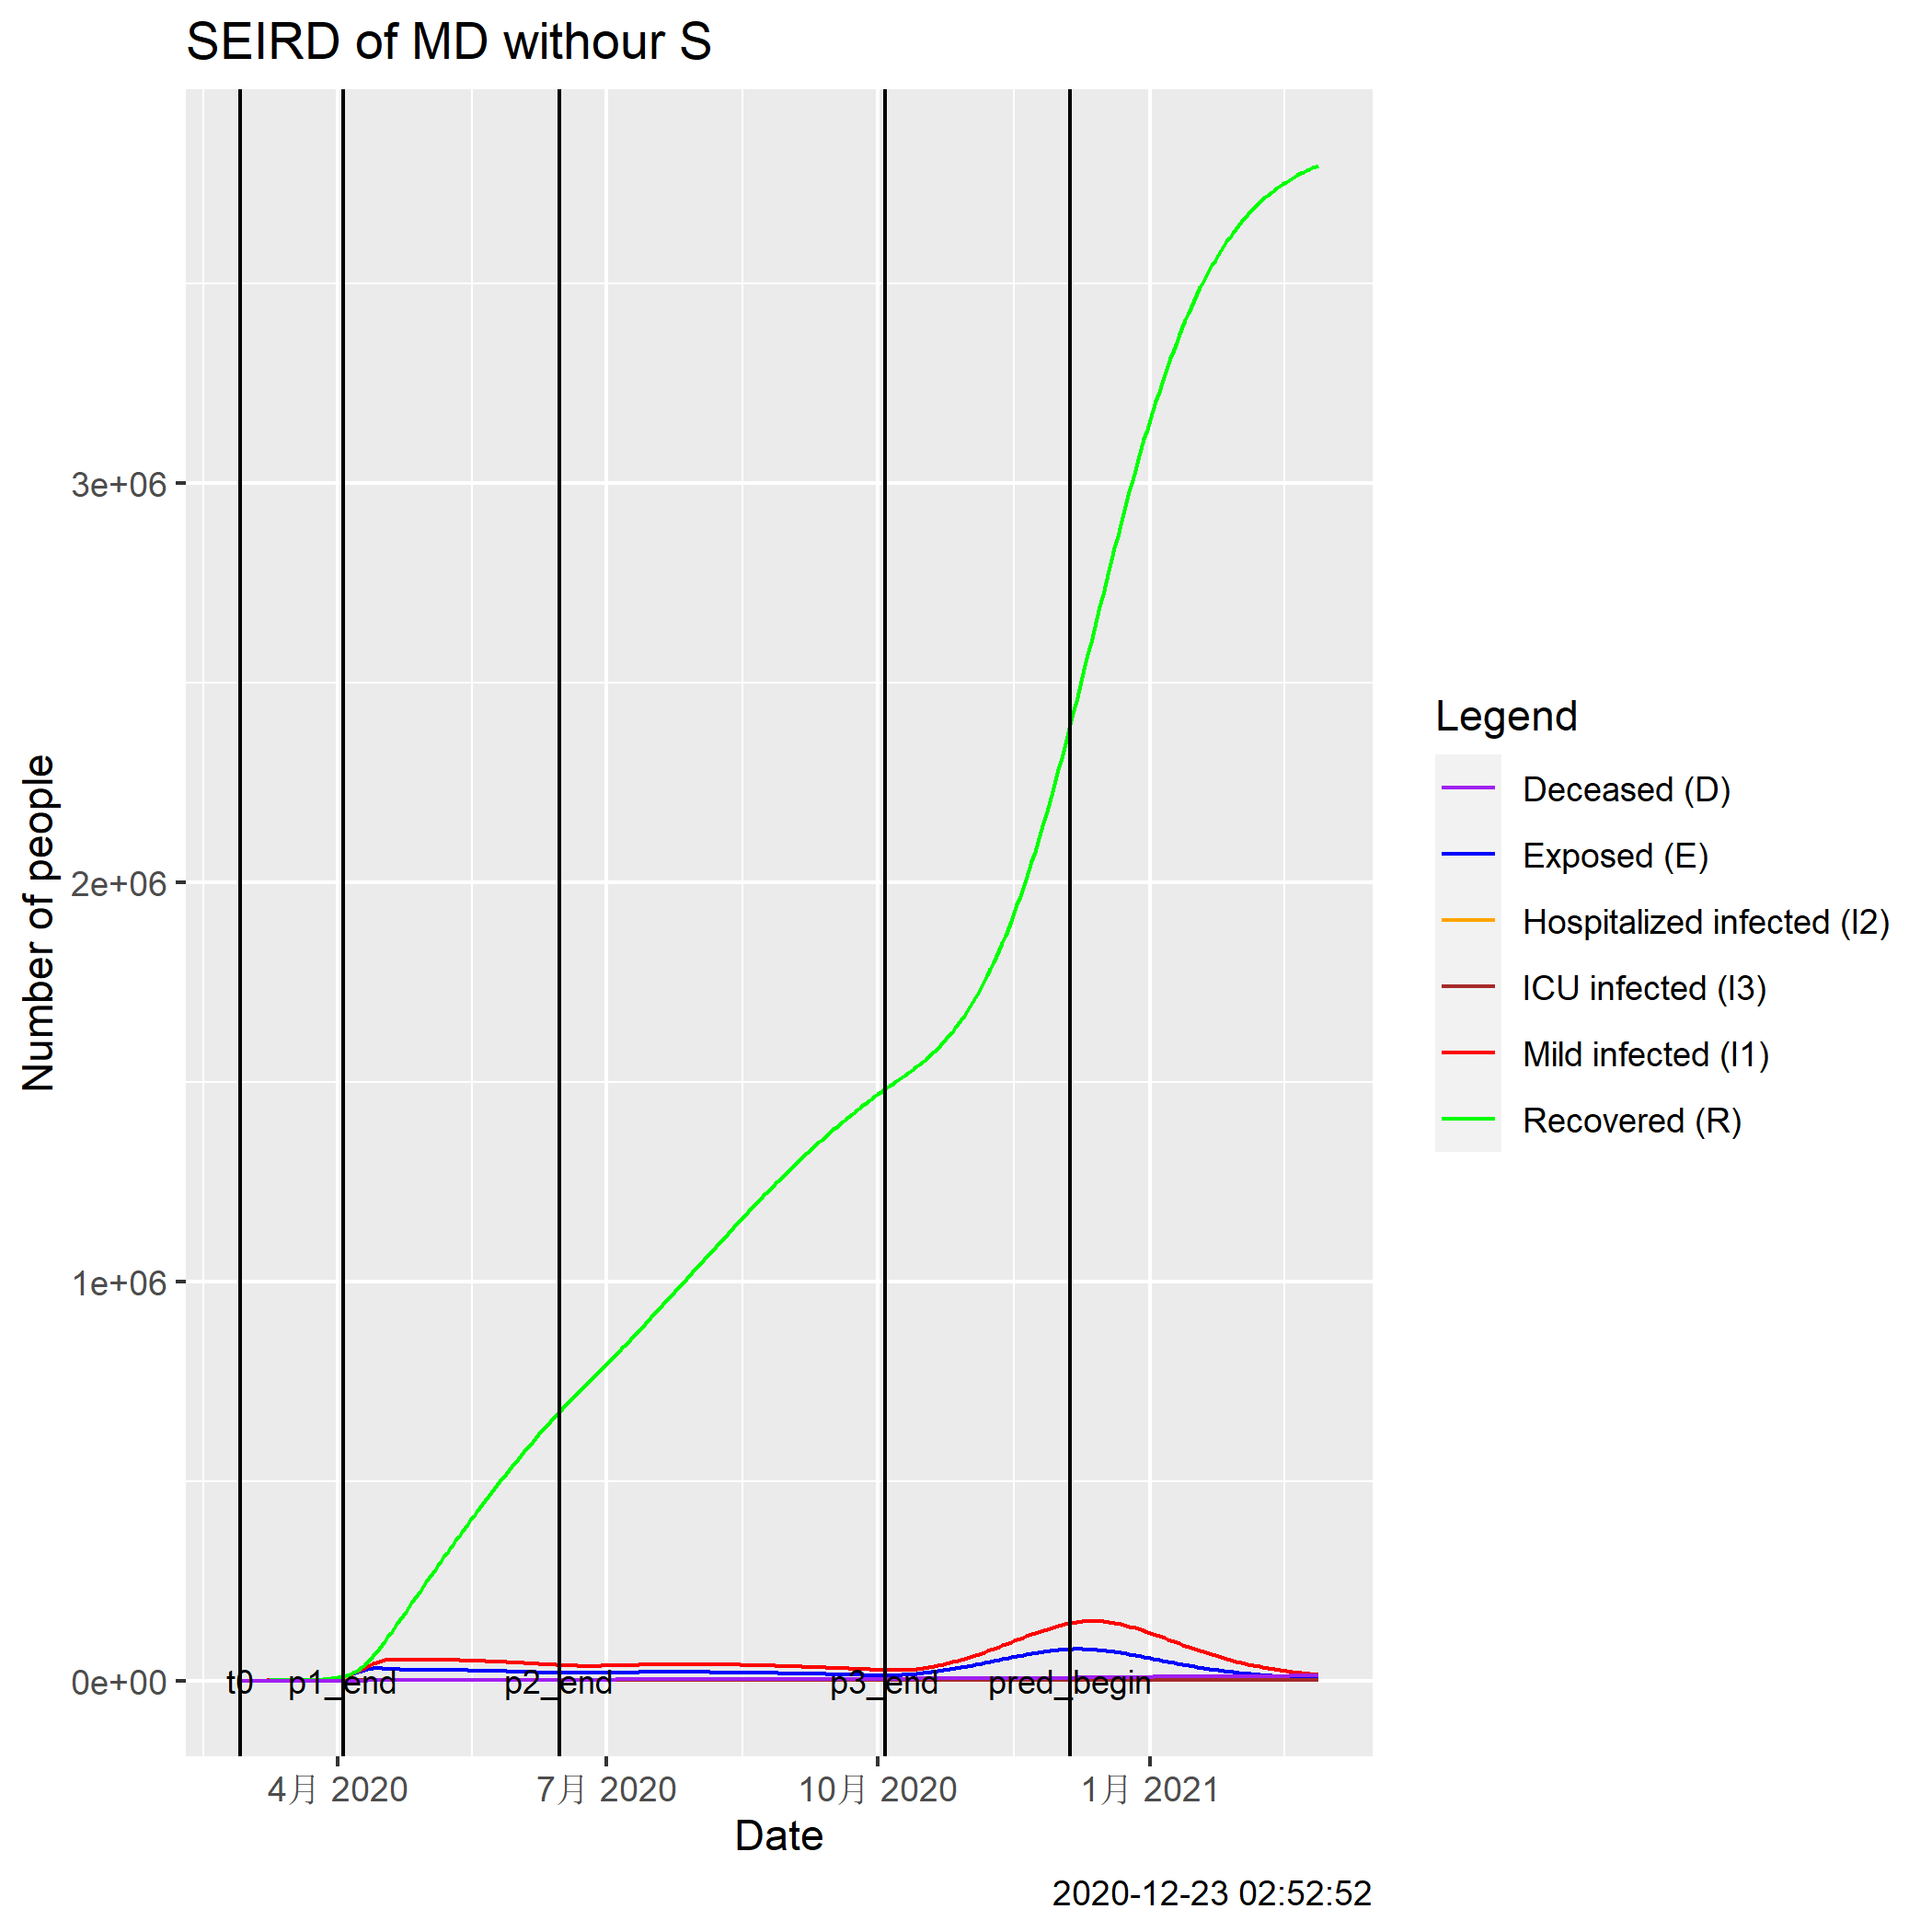 SEIRD of MD withour S
Number of people
3e+06
2e+06
1e+06
0e+00
t0
p1_end
p2_end
p3_end
pred_begin
4月 2020
7月 2020
10月 2020
1月 2021
Date
Legend
Deceased (D)
Exposed (E)
Hospitalized infected (I2)
ICU infected (I3)
Mild infected (I1)
Recovered (R)
2020-12-23 02:52:52